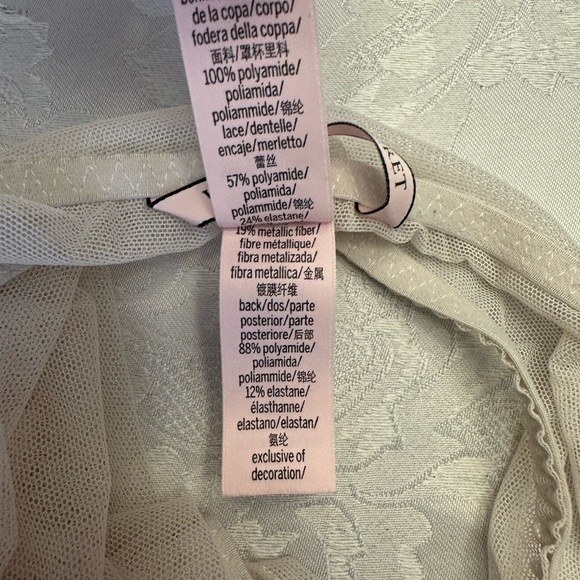 de la copa/corpo/
fodera della coppa/
面料/罩杯里料
100% polyamide/
poliamida/
poliammide/锦纶
lace/dentelle/
encaje/merletto/
蕾丝
57% polyamide/
poliamida/
poliammide/锦纶
24% elastane/
19% metallic fiber/
fibre métallique/
fibra metalizada/
fibra metallica/金属
镀膜纤维
back/dos/parte
posterior/parte
posteriore/后部
88% polyamide/
poliamida/
poliammide/锦纶
12% elastane/
élasthanne/
elastano/elastan/
氨纶
exclusive of
decoration/
RET